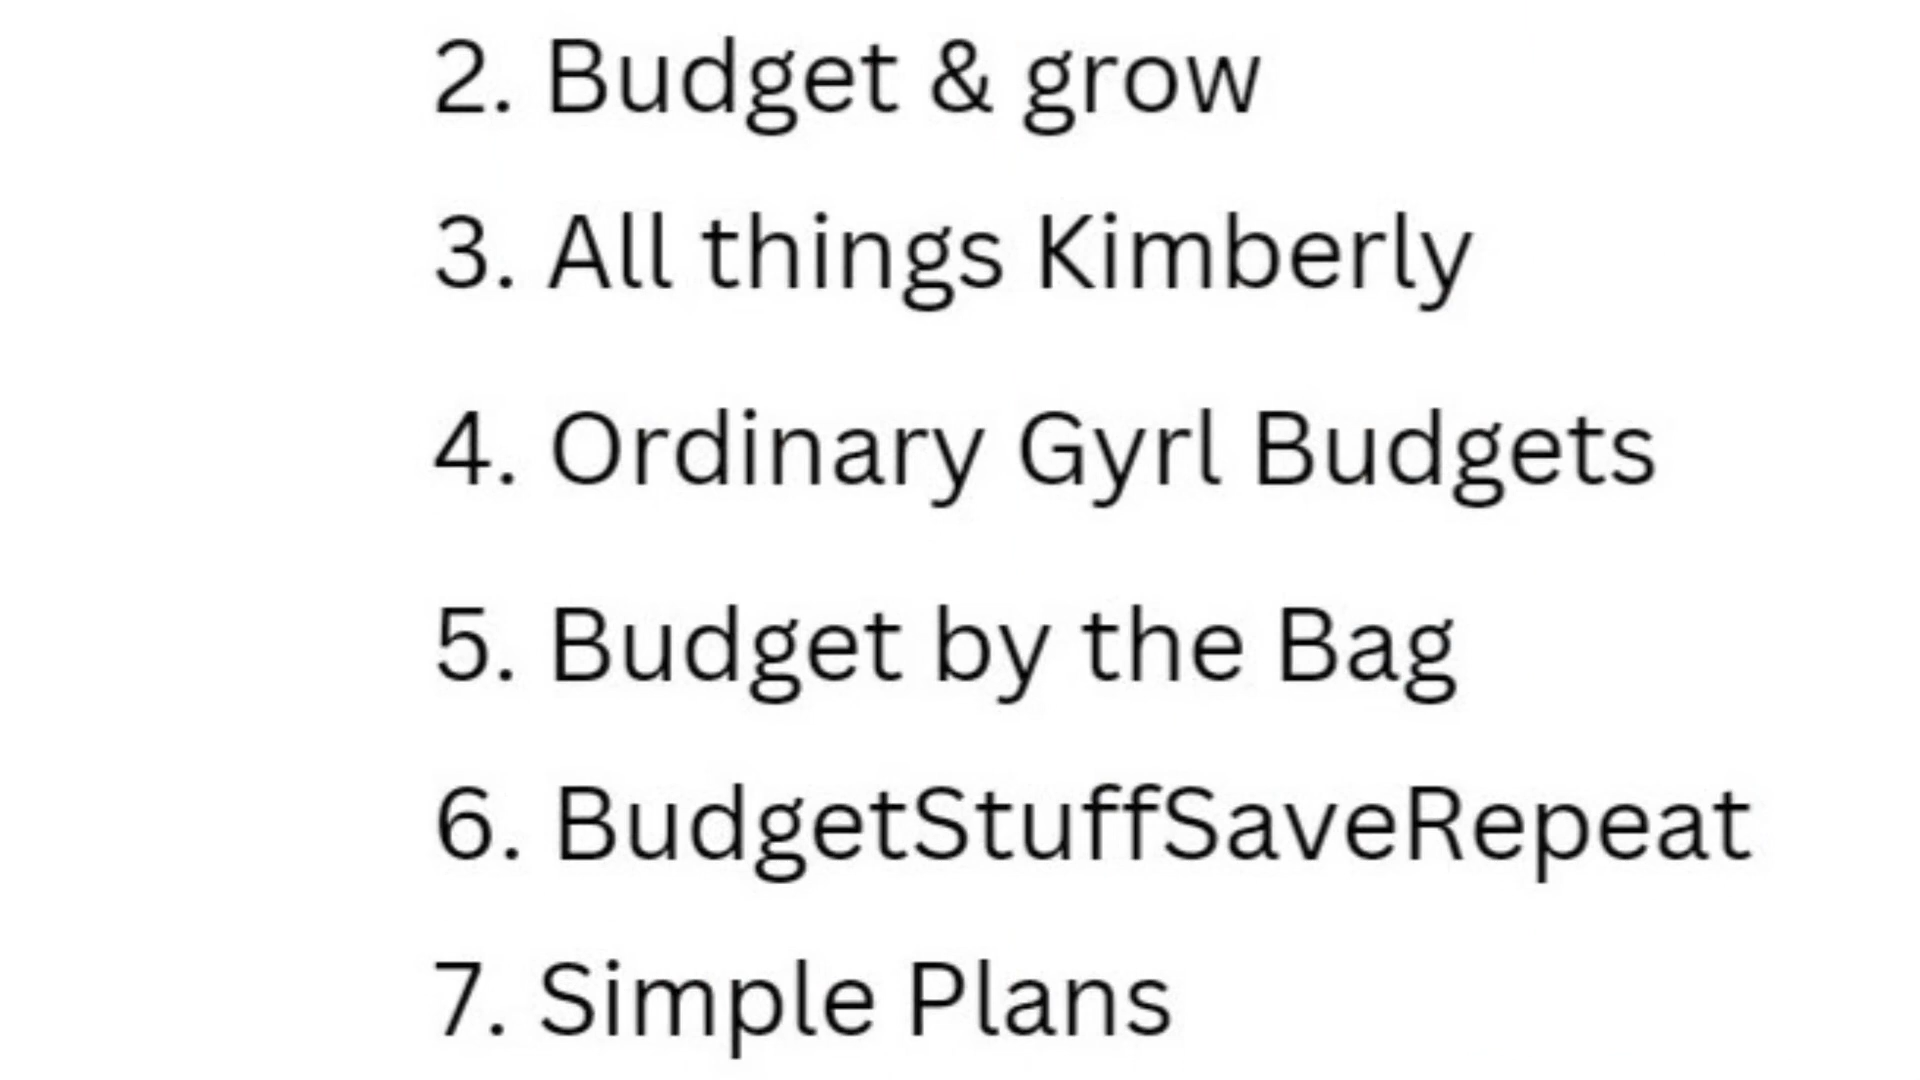 2. Budget & grow
3. All things Kimberly
4. Ordinary Gyrl Budgets
5. Budget by the Bag
6. BudgetStuffSaveRepeat
7. Simple Plans